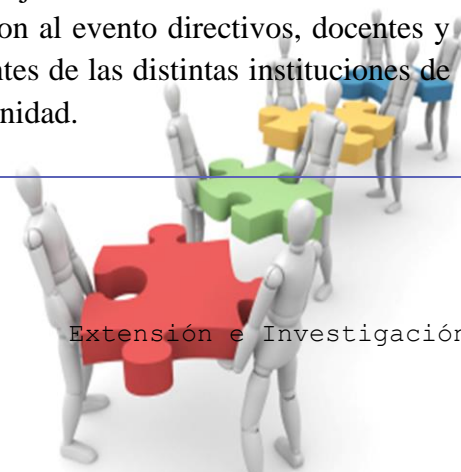 on al evento directivos, docentes y
ntes de las distintas instituciones de
nidad.
Extensión e Investigación